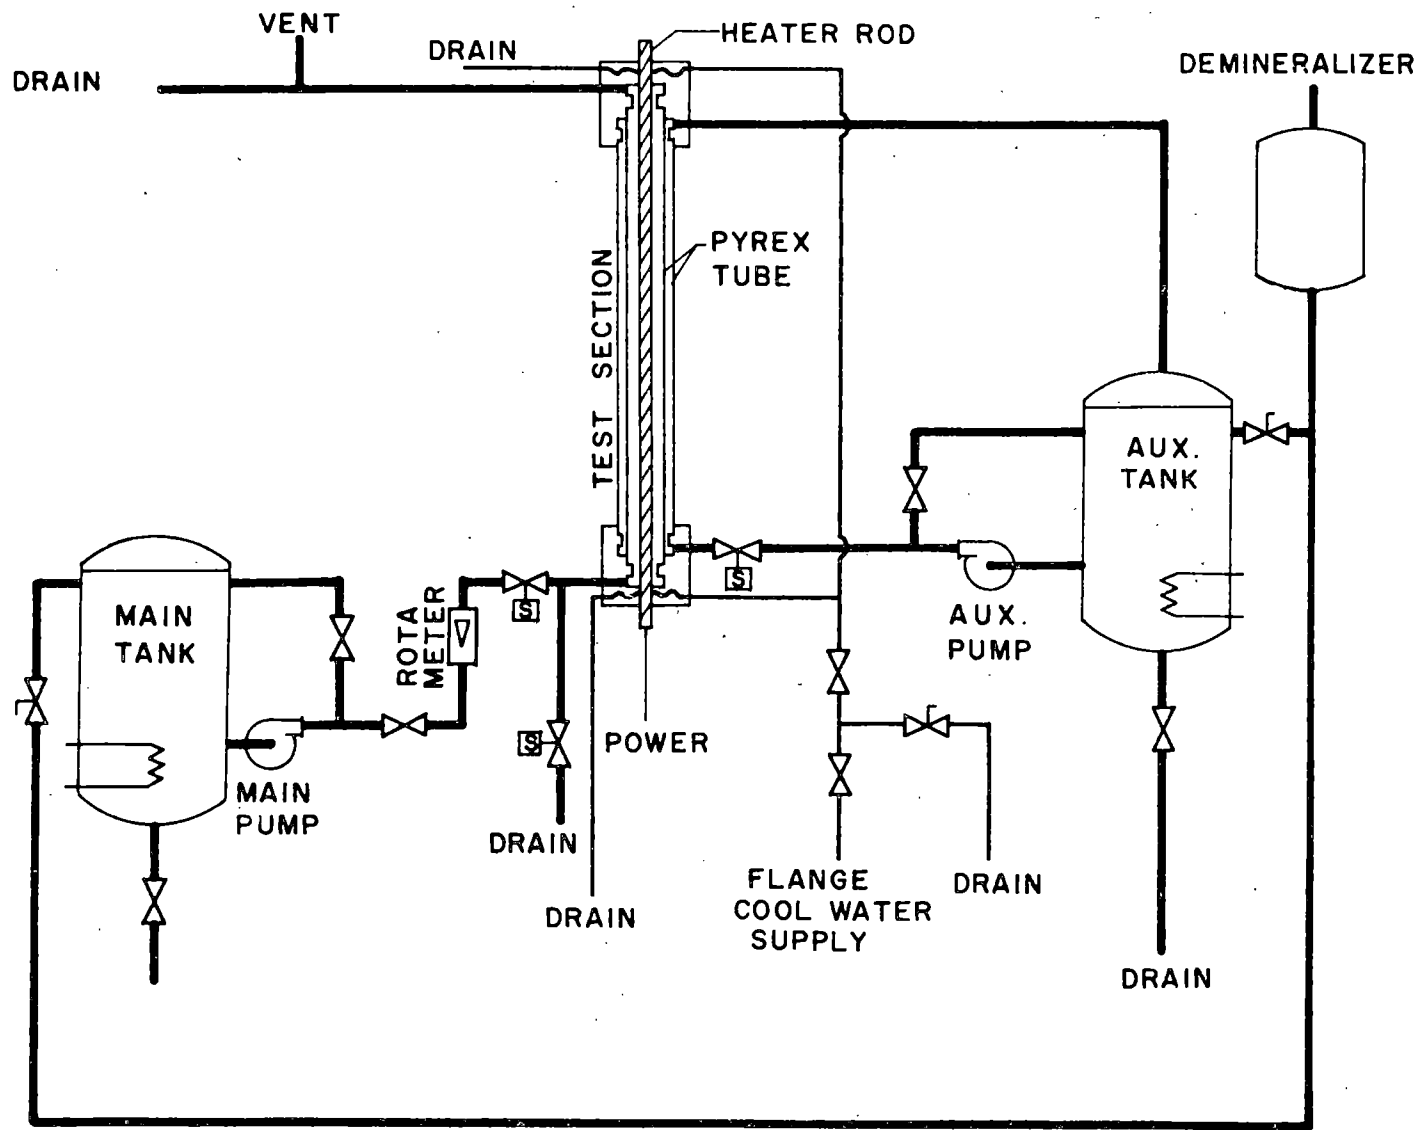 VENT
DRAIN
DRAIN
HEATER ROD
DEMINERALIZER
PYREX
TUBE
TEST SECTION
AUX.
TANK
MAIN
TANK
ROTA
METER
S
S
S
AUX.
PUMP
POWER
MAIN
PUMP
DRAIN
DRAIN
FLANGE
COOL WATER
SUPPLY
DRAIN
DRAIN